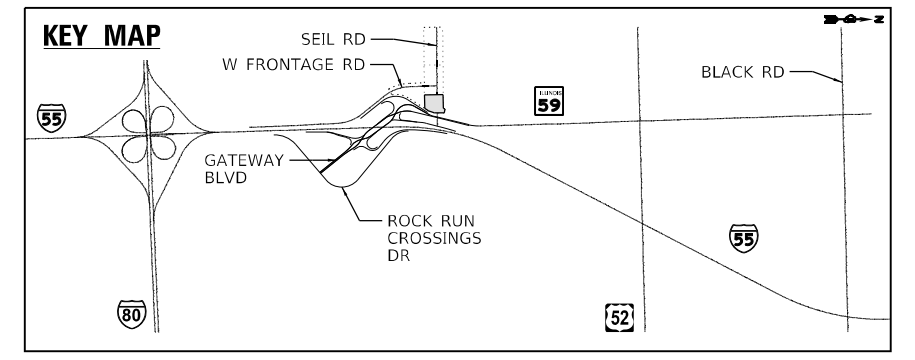 KEY MAP
Z
SEIL RD
W FRONTAGE RD
BLACK RD
ILLINOIS
59
55
GATEWAY
BLVD
ROCK RUN
CROSSINGS
DR
55
80
52